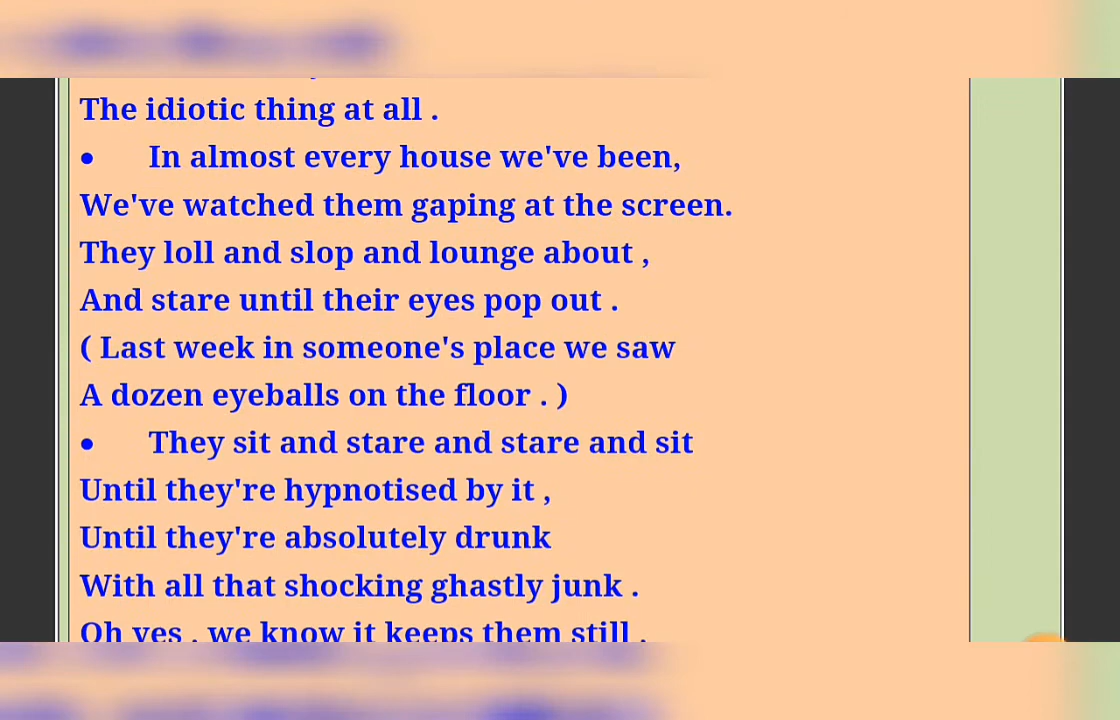 The idiotic thing at all .
• In almost every house we've been,
We've watched them gaping at the screen.
They loll and slop and lounge about ,
And stare until their eyes pop out .
( Last week in someone's place we saw
A dozen eyeballs on the floor . )
• They sit and stare and stare and sit
Until they're hypnotised by it ,
Until they're absolutely drunk
With all that shocking ghastly junk .
Oh yes , we know it keeps them still .